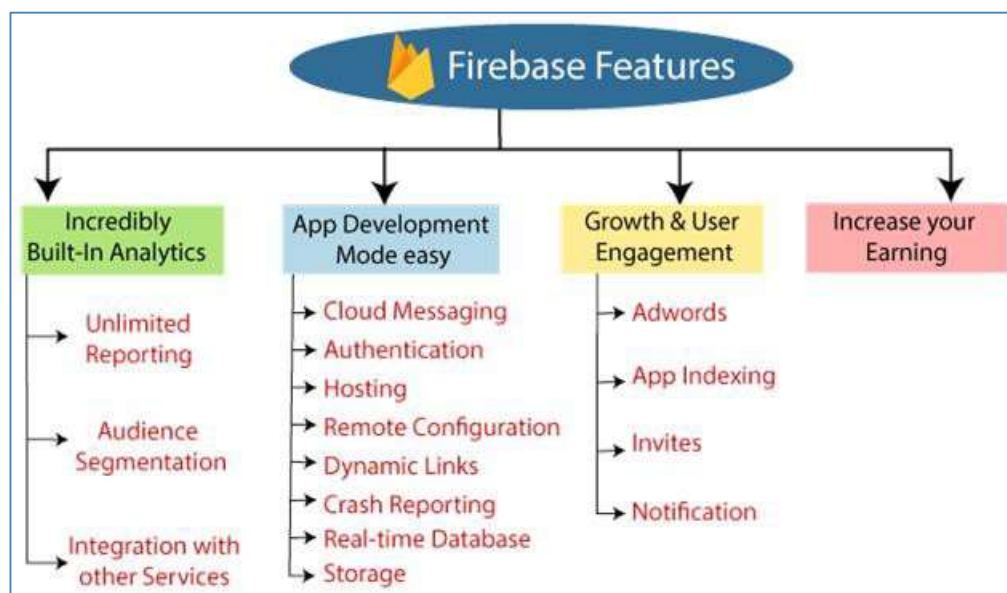 Firebase Features
Incredibly
Built-In Analytics
Unlimited
Reporting
Audience
Segmentation
Integration with
other Services
App Development
Mode easy
Cloud Messaging
Authentication
Hosting
Remote Configuration
Dynamic Links
Crash Reporting
Real-time Database
Storage
Growth & User
Engagement
Adwords
App Indexing
Invites
Notification
Increase your
Earning